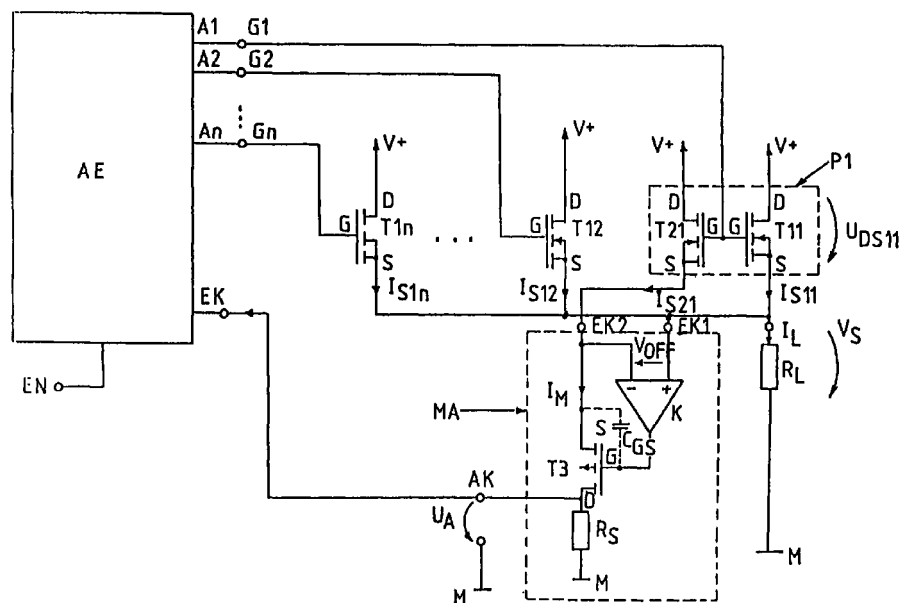 A1 G1
A2 G2
An Gn
AE
V+ V+ V+ V+
P1
D D D D
G T1n G T12 T21 G G T11
UDS11
S S S S
...
IS1n IS12 IS21 IS11
EK
EK2 EK1 IL VS
VOFF RL
EN
- +
IM K
MA
S CGS
T3 G
AK D
UA RS
M M M